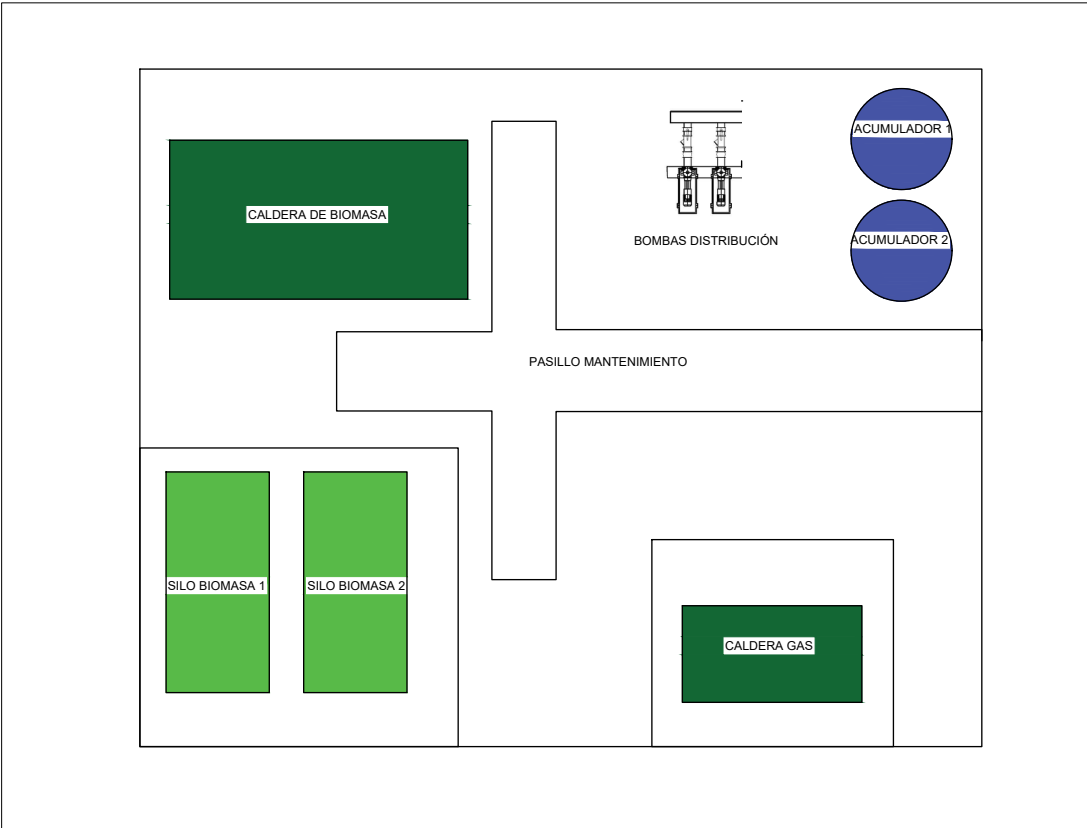 ACUMULADOR 1
CALDERA DE BIOMASA
BOMBAS DISTRIBUCIÓN
ACUMULADOR 2
PASILLO MANTENIMIENTO
SILO BIOMASA 1
SILO BIOMASA 2
CALDERA GAS